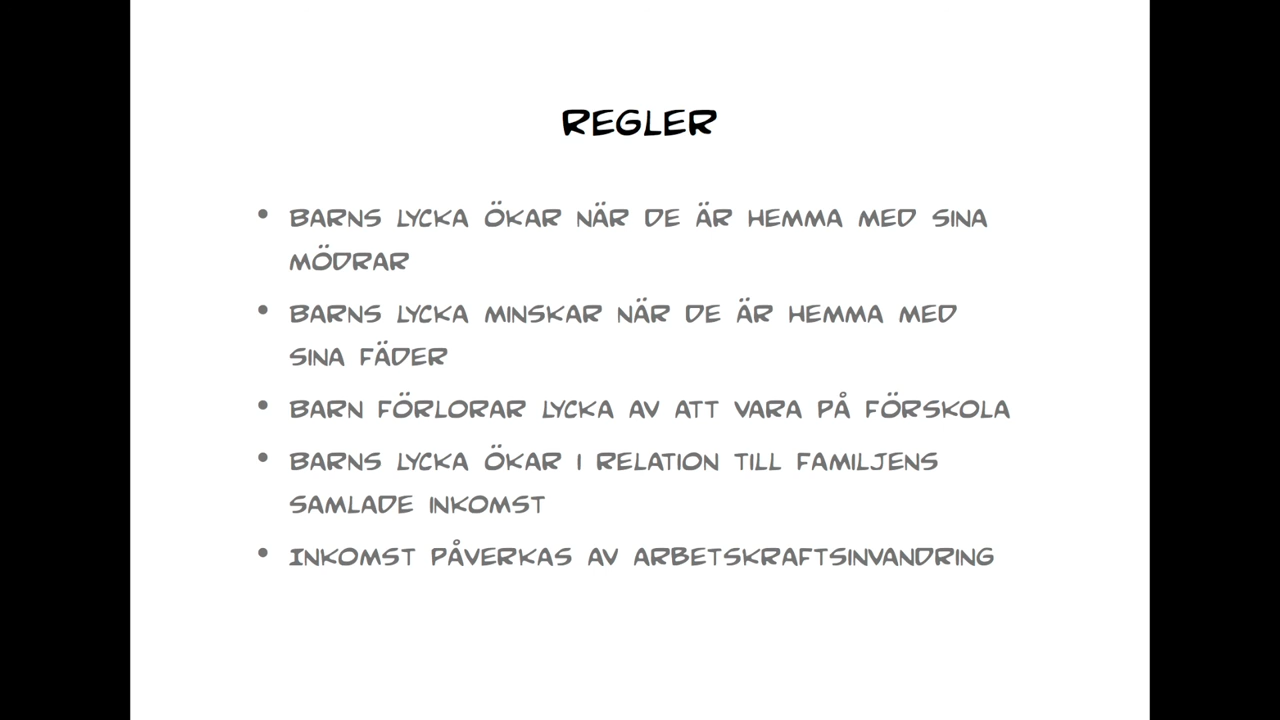 REGLER
• BARNS LYCKA ÖKAR NÄR DE ÄR HEMMA MED SINA
MÖDRAR
• BARNS LYCKA MINSKAR NÄR DE ÄR HEMMA MED
SINA FÄDER
• BARN FÖRLORAR LYCKA AV ATT VARA PÅ FÖRSKOLA
• BARNS LYCKA ÖKAR I RELATION TILL FAMILJENS
SAMLADE INKOMST
• INKOMST PÅVERKAS AV ARBETSKRAFTSINVANDRING